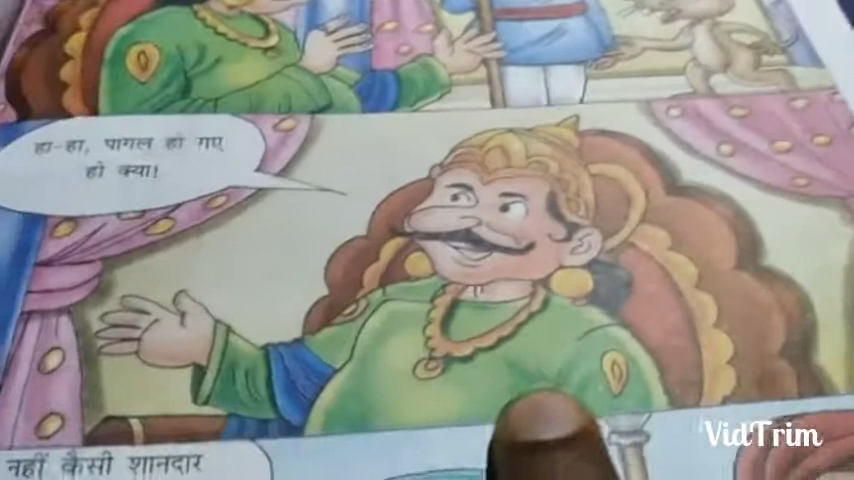 हा-हा, पागल हो गए
हो क्या!
नहीं कैसी शानदार
VidTrim